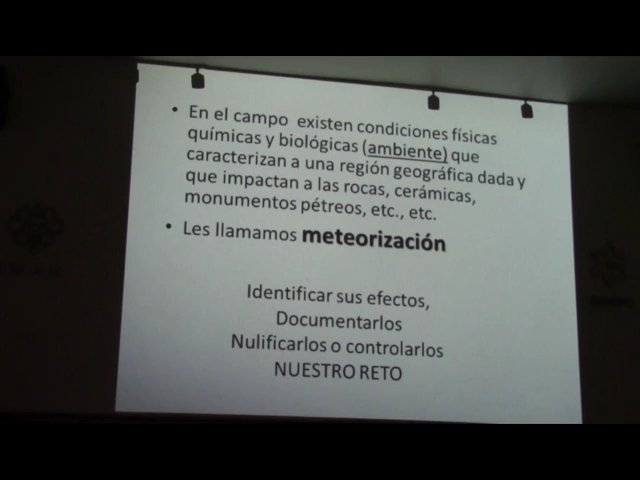 • En el campo existen condiciones físicas
químicas y biológicas (ambiente) que
caracterizan a una región geográfica dada y
que impactan a las rocas, cerámicas,
monumentos pétreos, etc., etc.
• Les llamamos meteorización
Identificar sus efectos,
Documentarlos
Nulificarlos o controlarlos
NUESTRO RETO